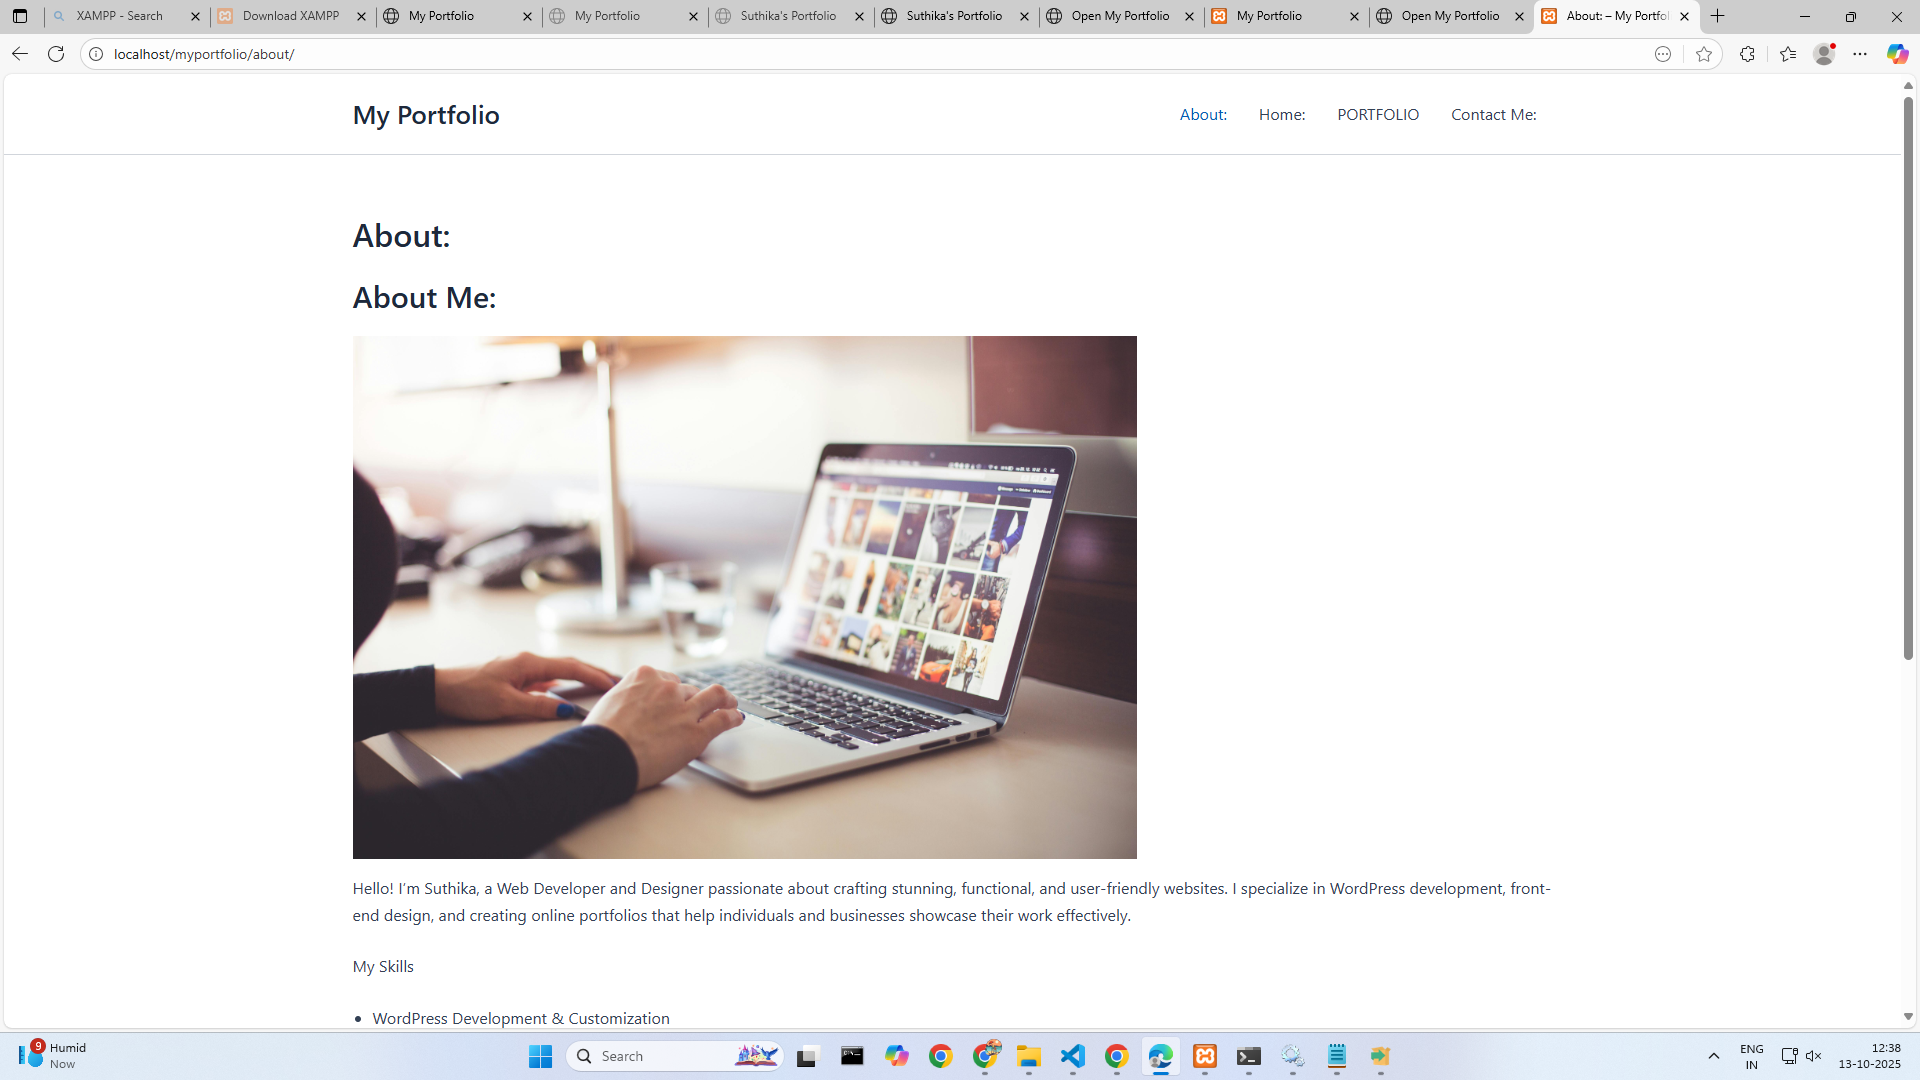 XAMPP - Search
Download XAMPP
My Portfolio
My Portfolio
Suthika's Portfolio
Suthika's Portfolio
Open My Portfolio
My Portfolio
Open My Portfolio
About: – My Portfol
localhost/myportfolio/about/
My Portfolio
About:
Home:
PORTFOLIO
Contact Me:
About:
About Me:
Hello! I’m Suthika, a Web Developer and Designer passionate about crafting stunning, functional, and user-friendly websites. I specialize in WordPress development, front-
end design, and creating online portfolios that help individuals and businesses showcase their work effectively.
My Skills
• WordPress Development & Customization
9
Humid
Now
Search
ENG
IN
12:38
13-10-2025